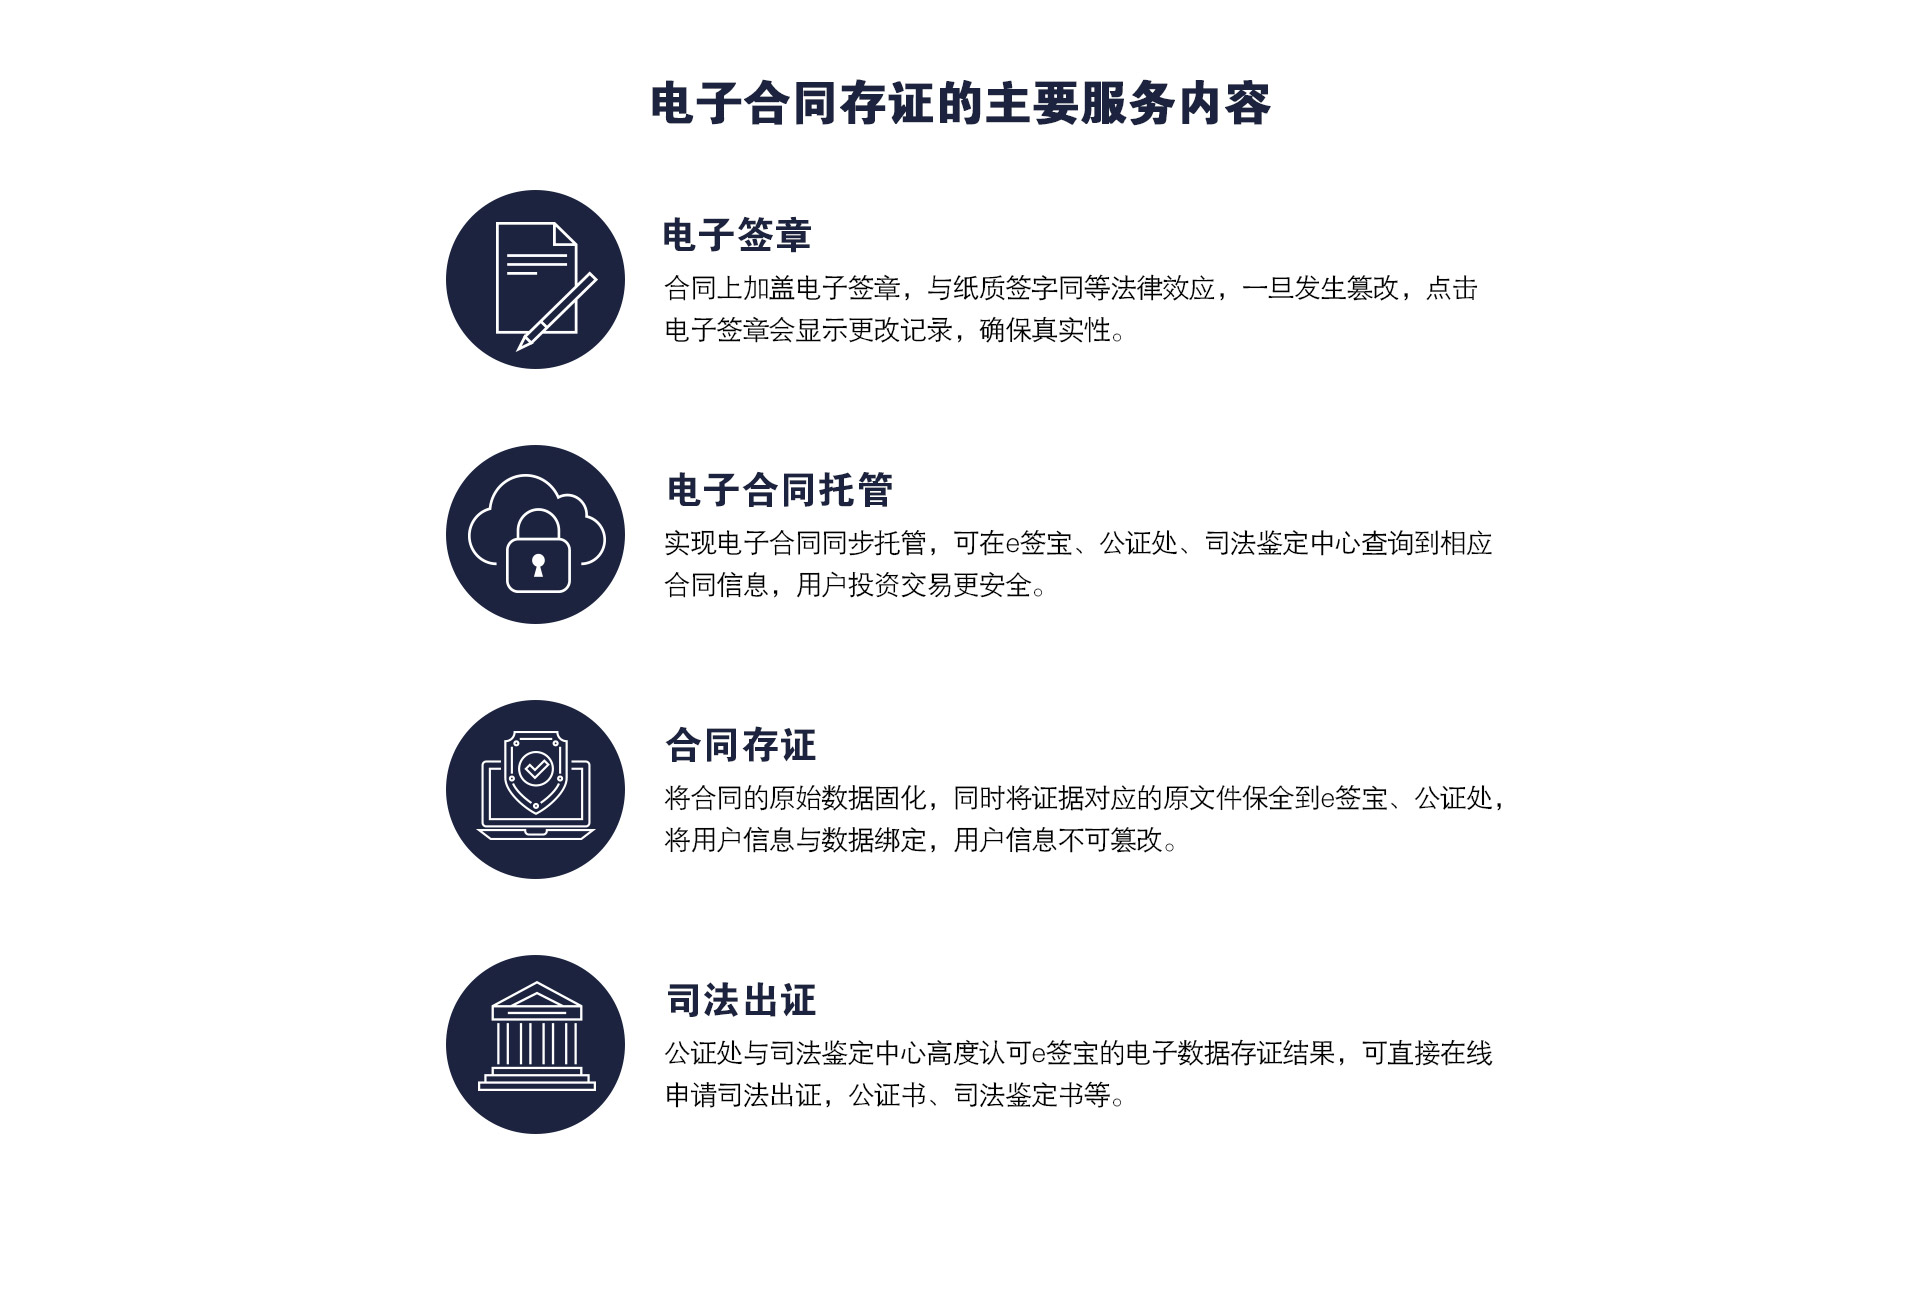 电子合同存证的主要服务内容
电子签章
合同上加盖电子签章，与纸质签字同等法律效应，一旦发生篡改，点击
电子签章会显示更改记录，确保真实性。
电子合同托管
实现电子合同同步托管，可在e签宝、公证处、司法鉴定中心查询到相应
合同信息，用户投资交易更安全。
合同存证
将合同的原始数据固化，同时将证据对应的原文件保全到e签宝、公证处，
将用户信息与数据绑定，用户信息不可篡改。
司法出证
公证处与司法鉴定中心高度认可e签宝的电子数据存证结果，可直接在线
申请司法出证，公证书、司法鉴定书等。